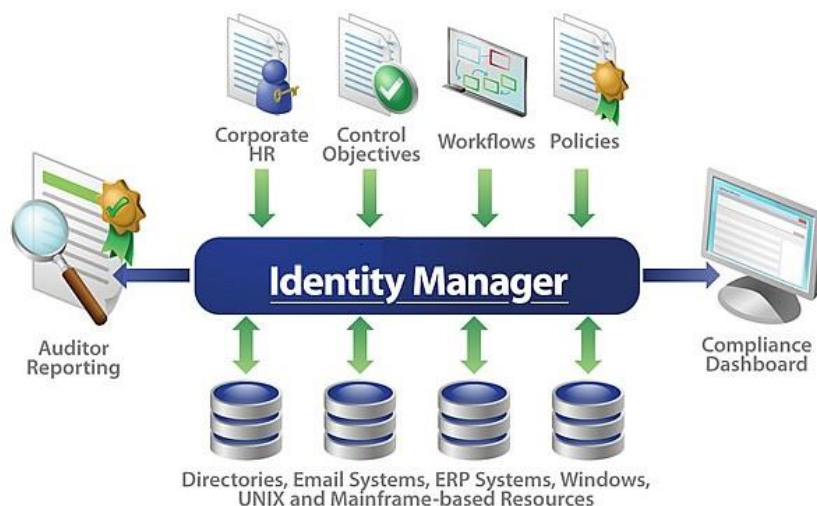 Corporate
HR
Control
Objectives
Workflows
Policies
Identity Manager
Auditor
Reporting
Compliance
Dashboard
Directories, Email Systems, ERP Systems, Windows,
UNIX and Mainframe-based Resources